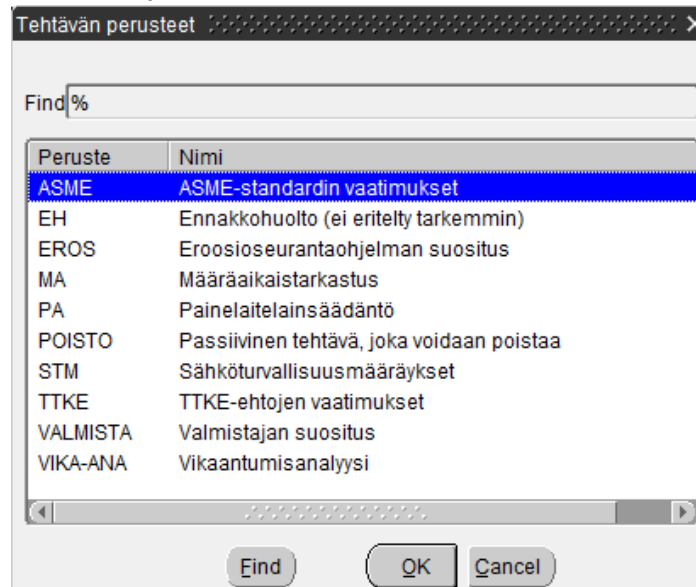 Tehtävän perusteet
Find %
Peruste Nimi
ASME ASME-standardin vaatimukset
EH Ennakkohuolto (ei eritelty tarkemmin)
EROS Eroosioseurantaohjelman suositus
MA Määräaikaistarkastus
PA Painelaitelainsäädäntö
POISTO Passiivinen tehtävä, joka voidaan poistaa
STM Sähköturvallisuusmääräykset
TTKE TTKE-ehtojen vaatimukset
VALMISTA Valmistajan suositus
VIKA-ANA Vikaantumisanalyysi
Find OK Cancel